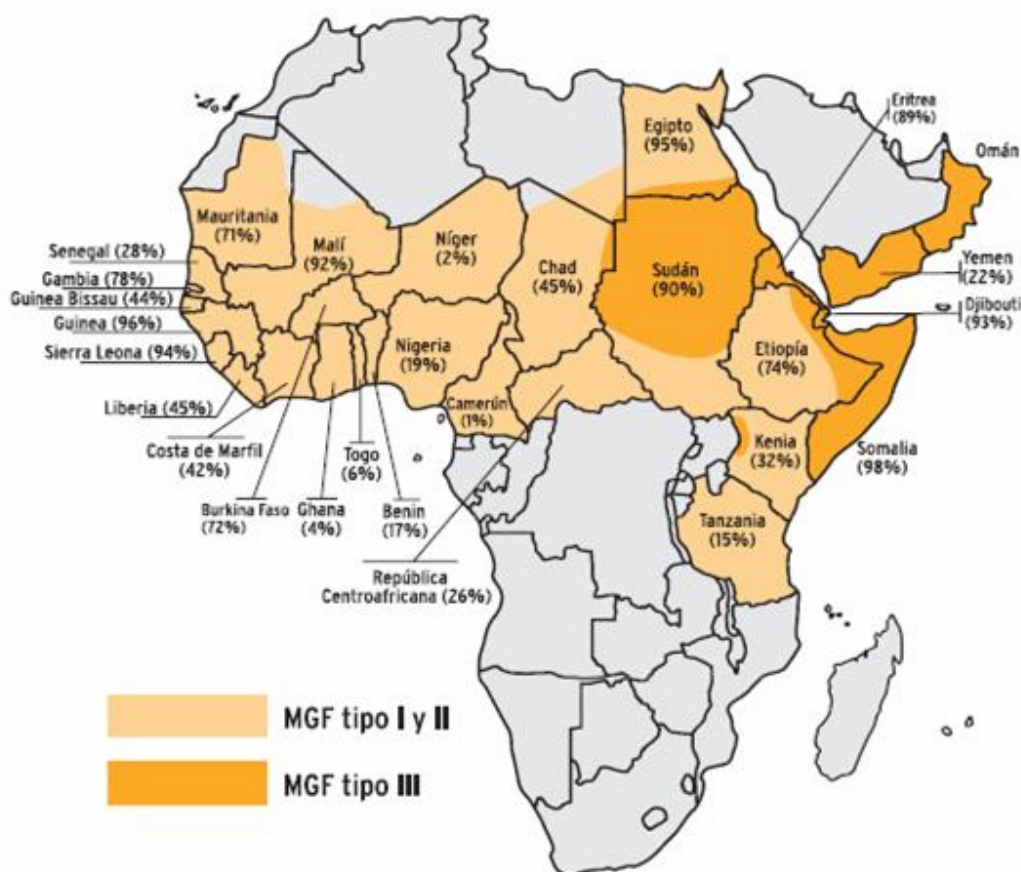 Eritrea
(89%)
Egipto
(95%)
Omán
Mauritania
(71%)
Malí
(92%)
Níger
(2%)
Chad
(45%)
Sudán
(90%)
Yemen
(22%)
Senegal (28%)
Gambia (78%)
Guinea Bissau (44%)
Guinea (96%)
Sierra Leona (94%)
Djibouti
(93%)
Nigeria
(19%)
Etiopía
(74%)
Liberia (45%)
Camerún
(1%)
Costa de Marfil
(42%)
Togo
(6%)
Kenia
(32%)
Somalia
(98%)
Burkina Faso
(72%)
Ghana
(4%)
Benin
(17%)
Tanzania
(15%)
República
Centroafricana (26%)
MGF tipo I y II
MGF tipo III